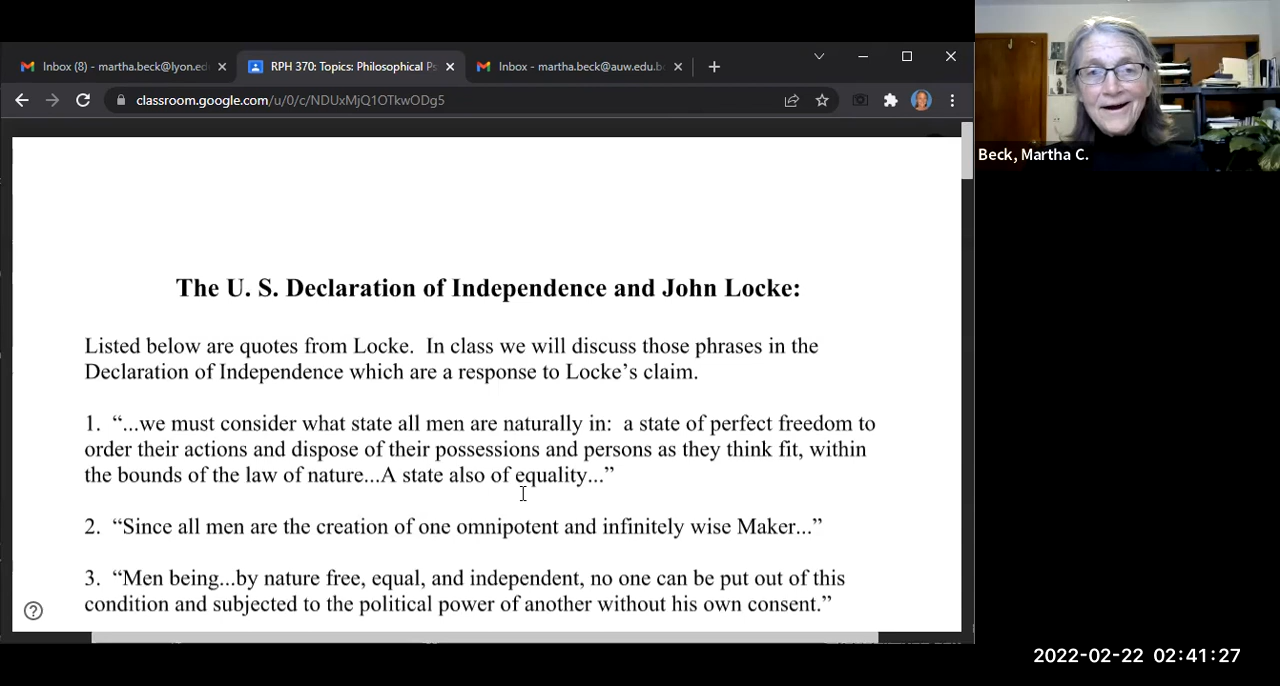 Inbox (8) - martha.beck@lyon.ed
RPH 370: Topics: Philosophical Ps
Inbox - martha.beck@auw.edu.b
classroom.google.com/u/0/c/NDUxMjQ1OTkwODg5
Beck, Martha C.
The U. S. Declaration of Independence and John Locke:
Listed below are quotes from Locke. In class we will discuss those phrases in the
Declaration of Independence which are a response to Locke’s claim.
1. “...we must consider what state all men are naturally in: a state of perfect freedom to
order their actions and dispose of their possessions and persons as they think fit, within
the bounds of the law of nature...A state also of equality...”
2. “Since all men are the creation of one omnipotent and infinitely wise Maker...”
3. “Men being...by nature free, equal, and independent, no one can be put out of this
condition and subjected to the political power of another without his own consent.”
2022-02-22 02:41:27